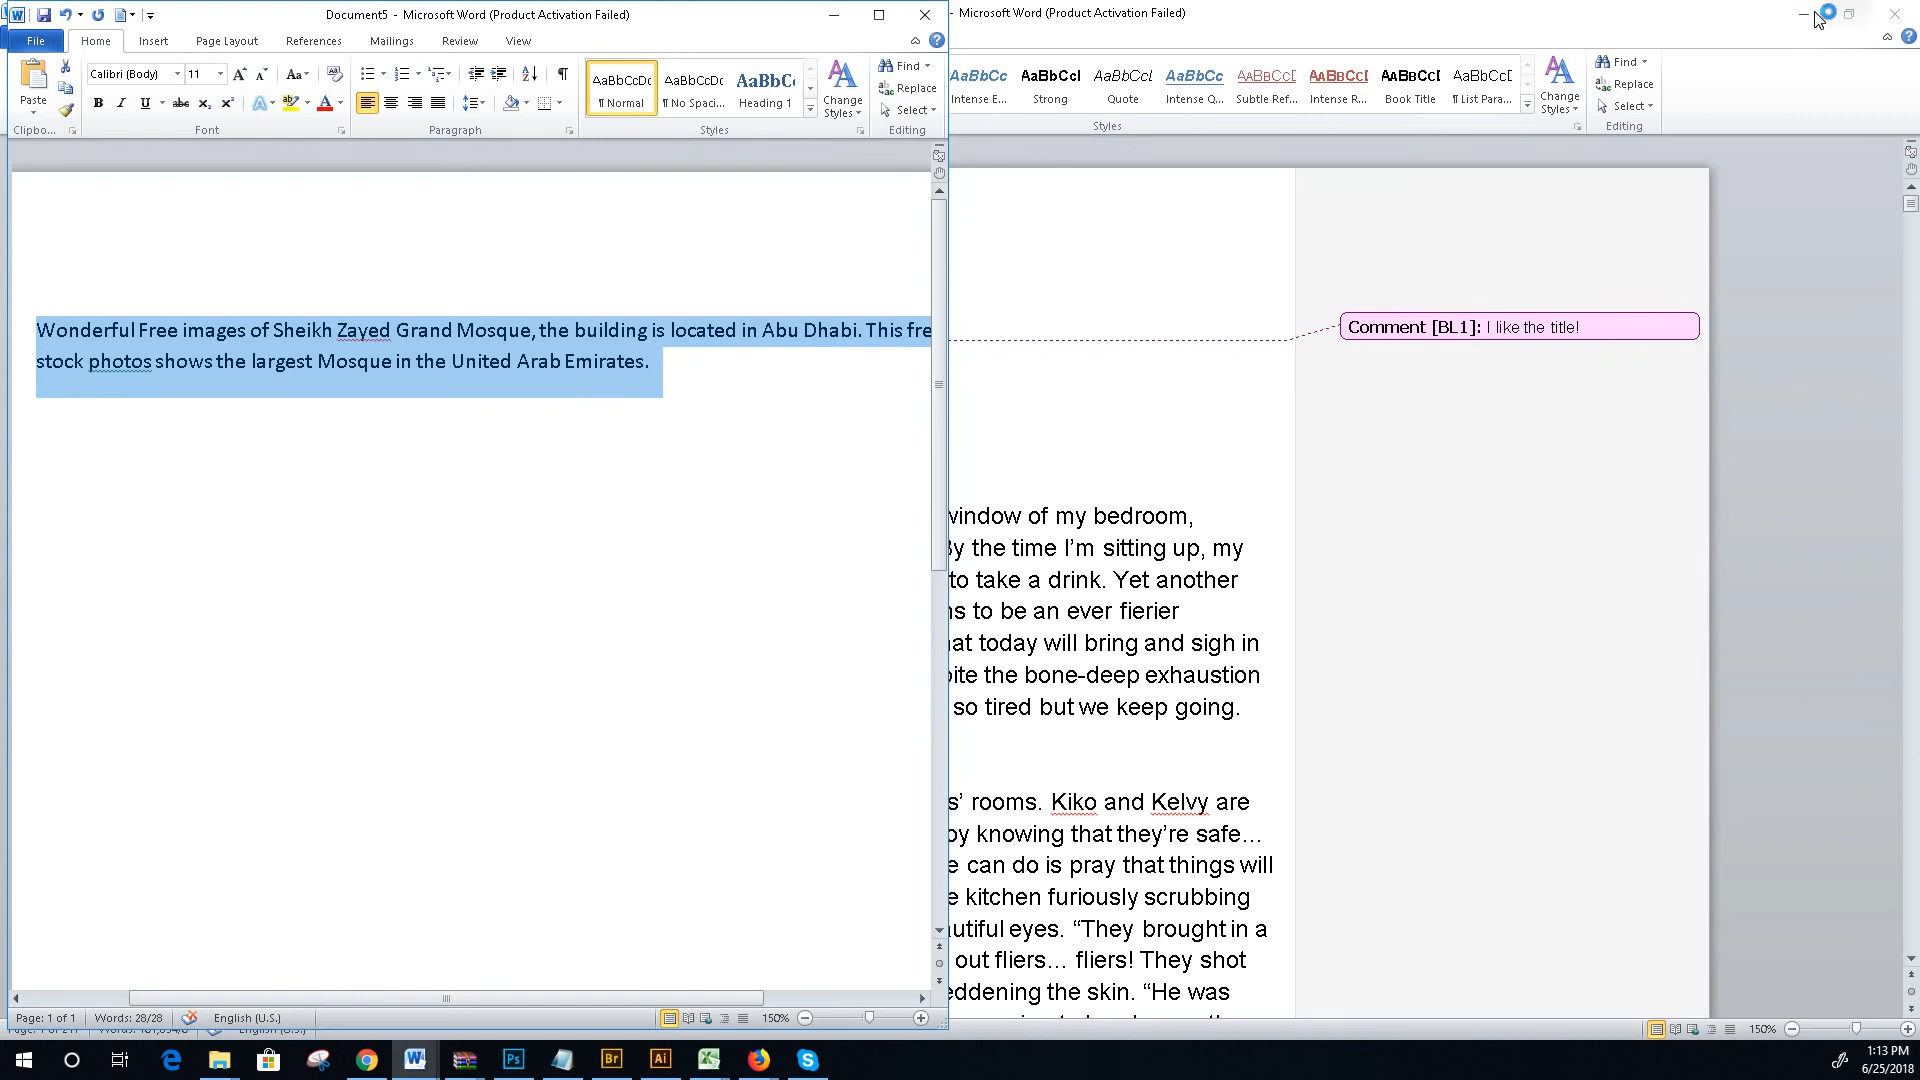 Document5 - Microsoft Word (Product Activation Failed)
- Microsoft Word (Product Activation Failed)
File Home Insert Page Layout References Mailings Review View
Paste
Clipbo...
Calibri (Body) 11
Font
Paragraph
AaBbCcDc ¶ Normal
AaBbCcDc ¶ No Spaci...
AaBbC Heading 1
Change Styles
Styles
Find
Replace
Select
Editing
AaBbCc Intense E...
AaBbCcI Strong
AaBbCcI Quote
AaBbCc Intense Q...
AaBbCcI Subtle Ref...
AaBbCcI Intense R...
AaBbCcI Book Title
AaBbCcI ¶ List Para...
Change Styles
Styles
Find
Replace
Select
Editing
Wonderful Free images of Sheikh Zayed Grand Mosque, the building is located in Abu Dhabi. This fre
stock photos shows the largest Mosque in the United Arab Emirates.
Comment [BL1]: I like the title!
window of my bedroom,
By the time I’m sitting up, my
to take a drink. Yet another
ns to be an ever fierier
hat today will bring and sigh in
pite the bone-deep exhaustion
so tired but we keep going.
s’ rooms. Kiko and Kelvy are
by knowing that they’re safe…
e can do is pray that things will
e kitchen furiously scrubbing
autiful eyes. “They brought in a
out fliers… fliers! They shot
eddening the skin. “He was
Page: 1 of 1 Words: 28/28 English (U.S.) 150%
150%
1:13 PM
6/25/2018